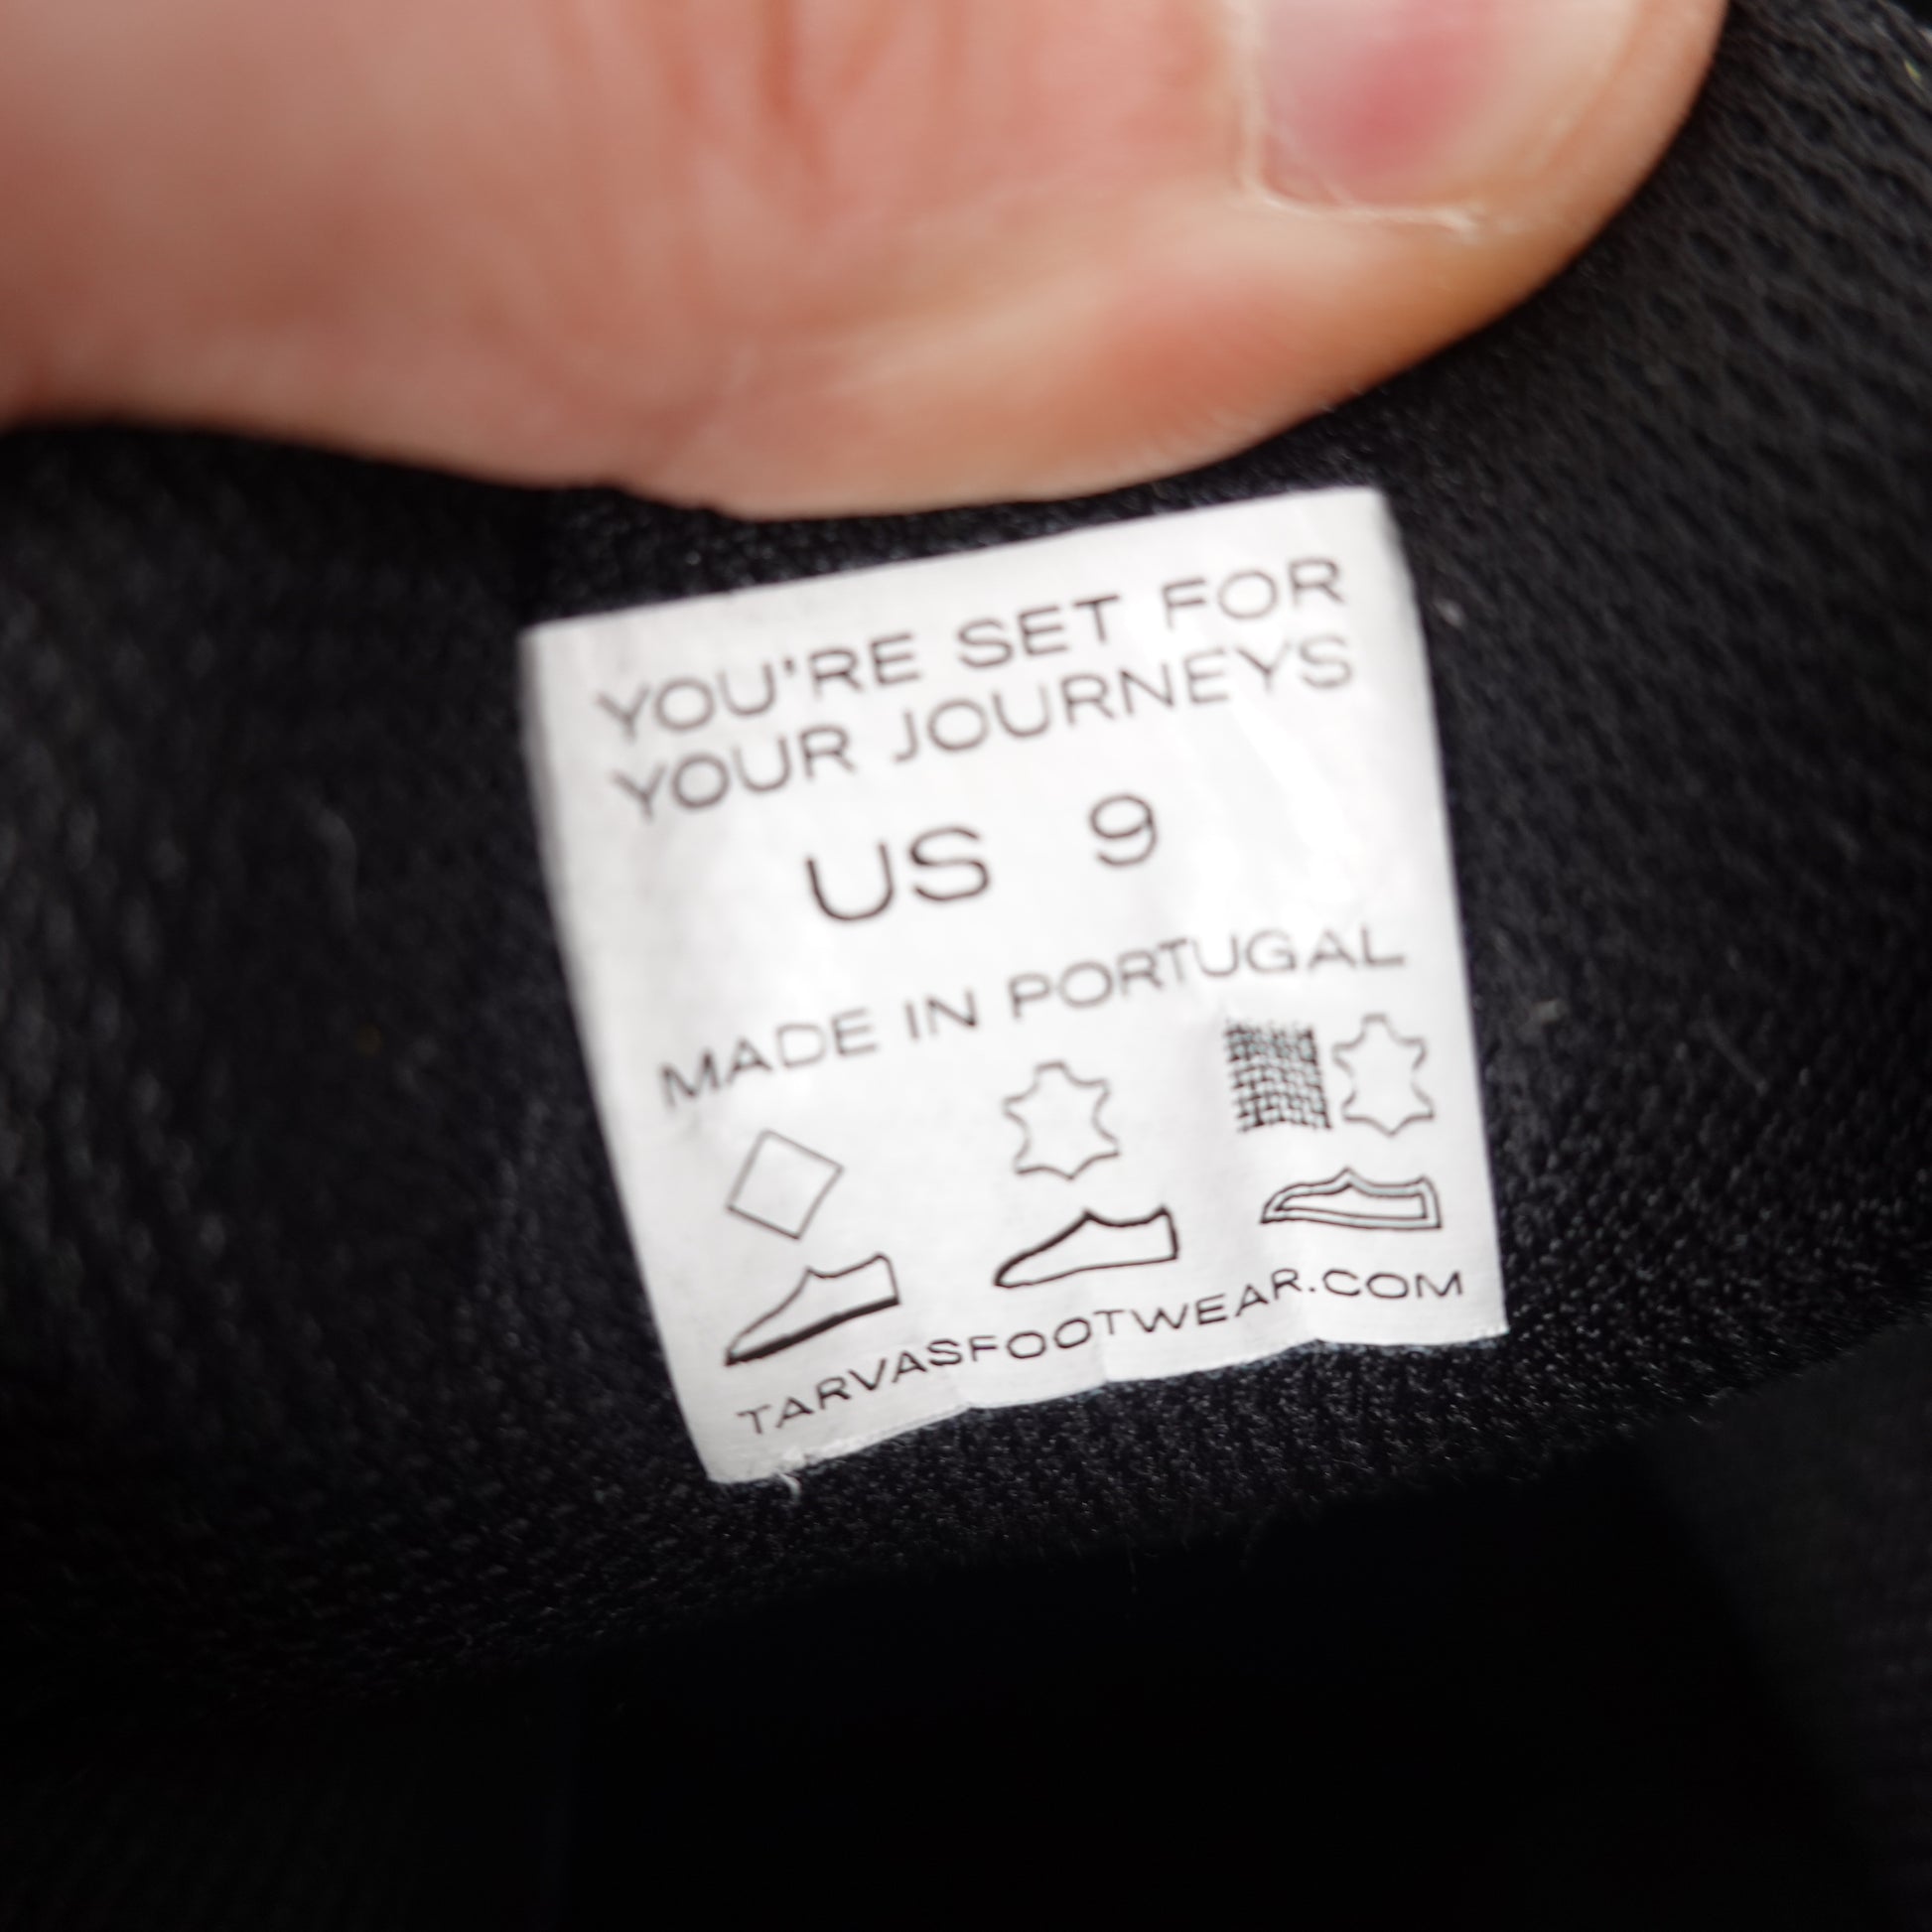 YOU'RE SET FOR
YOUR JOURNEYS
US 9
MADE IN PORTUGAL
TARVASFOOTWEAR.COM